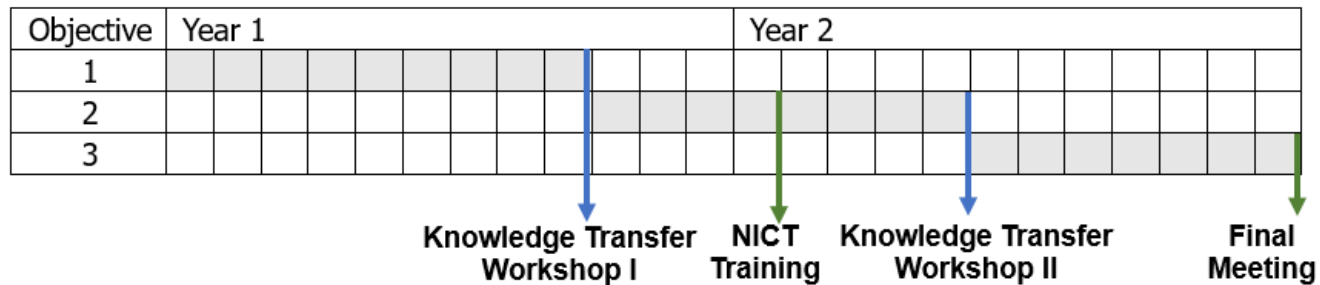 Objective Year 1 Year 2
1
2
3
Knowledge Transfer NICT Knowledge Transfer Final
Workshop I Training Workshop II Meeting